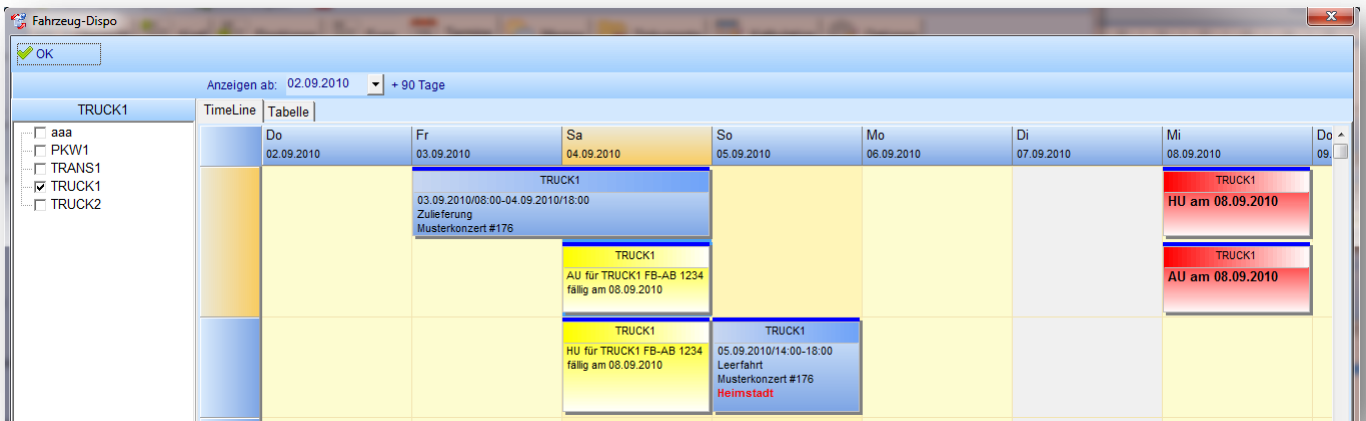 Fahrzeug-Dispo
OK
Anzeigen ab: 02.09.2010 + 90 Tage
TRUCK1
aaa
PKW1
TRANS1
TRUCK1
TRUCK2
TimeLine Tabelle
Do Fr Sa So Mo Di Mi Do
02.09.2010 03.09.2010 04.09.2010 05.09.2010 06.09.2010 07.09.2010 08.09.2010 09.
TRUCK1
03.09.2010/08:00-04.09.2010/18:00
Zulieferung
Musterkonzert #176
TRUCK1
HU am 08.09.2010
TRUCK1
AU für TRUCK1 FB-AB 1234
fällig am 08.09.2010
TRUCK1
AU am 08.09.2010
TRUCK1
HU für TRUCK1 FB-AB 1234
fällig am 08.09.2010
TRUCK1
05.09.2010/14:00-18:00
Leerfahrt
Musterkonzert #176
Heimstadt